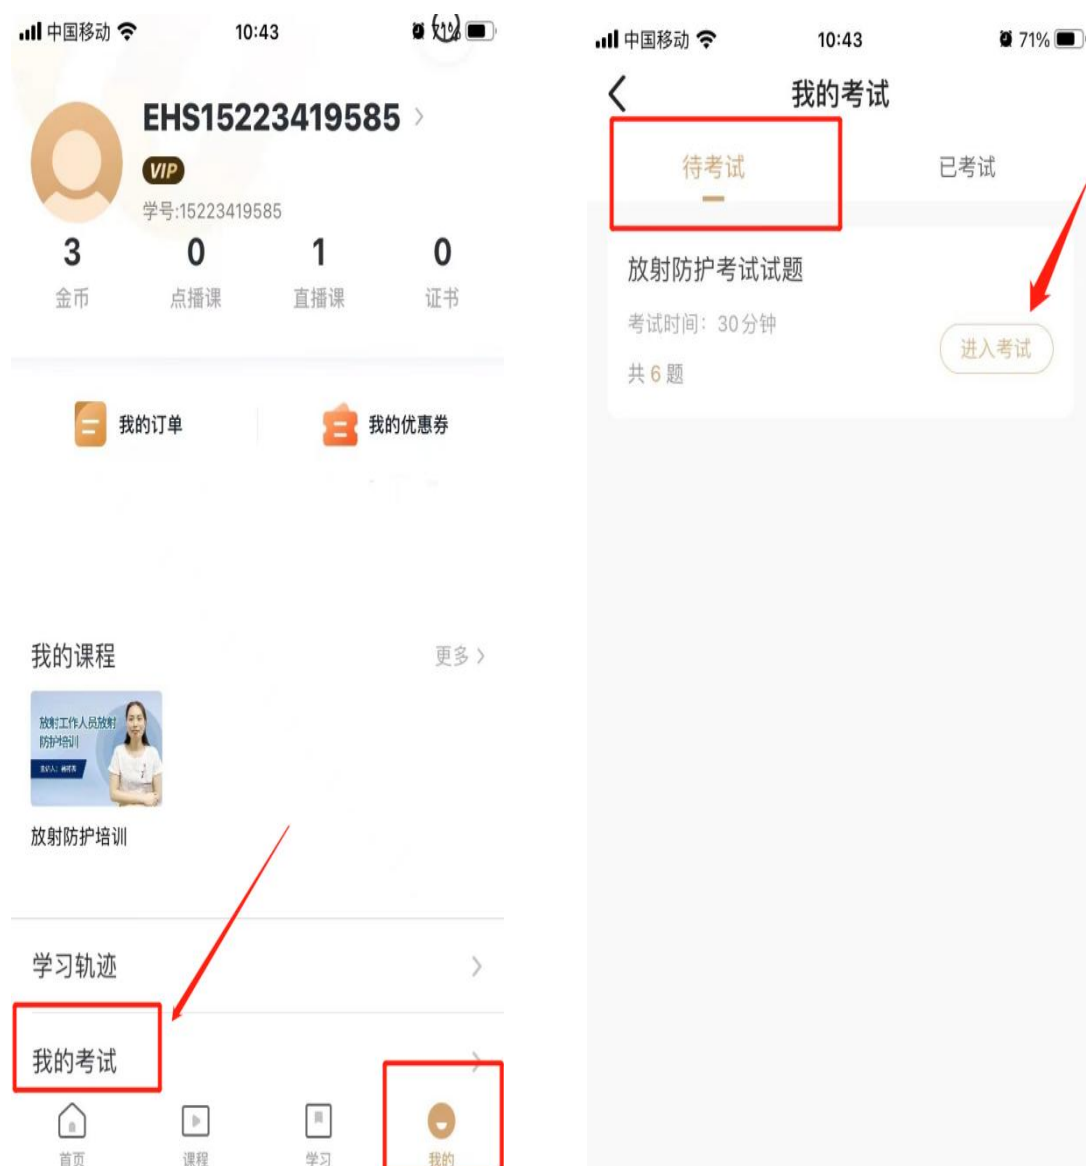 中国移动 10:43 71%
EHS15223419585
VIP
学号:15223419585
3 0 1 0
金币 点播课 直播课 证书
我的订单 我的优惠券
我的课程 更多
放射工作人员放射
防护培训
放射防护培训
学习轨迹
我的考试
首页 课程 学习 我的
中国移动 10:43 71%
我的考试
待考试 已考试
放射防护考试试题
考试时间：30分钟
进入考试
共 6 题